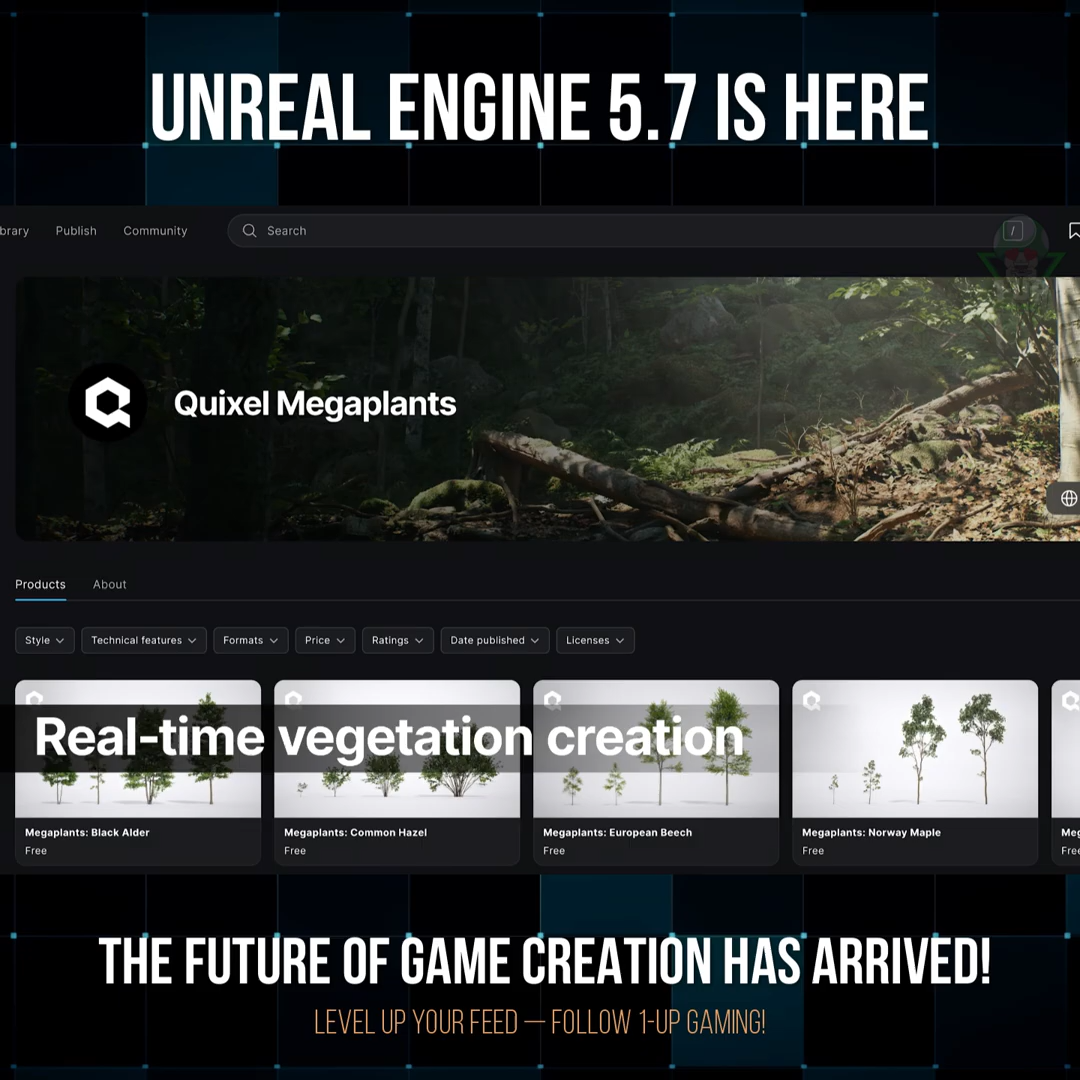 UNREAL ENGINE 5.7 IS HERE
brary Publish Community Search /
Quixel Megaplants
Products About
Style Technical features Formats Price Ratings Date published Licenses
Real-time vegetation creation
Megaplants: Black Alder Megaplants: Common Hazel Megaplants: European Beech Megaplants: Norway Maple Meg
Free Free Free Free Free
THE FUTURE OF GAME CREATION HAS ARRIVED!
LEVEL UP YOUR FEED — FOLLOW 1-UP GAMING!